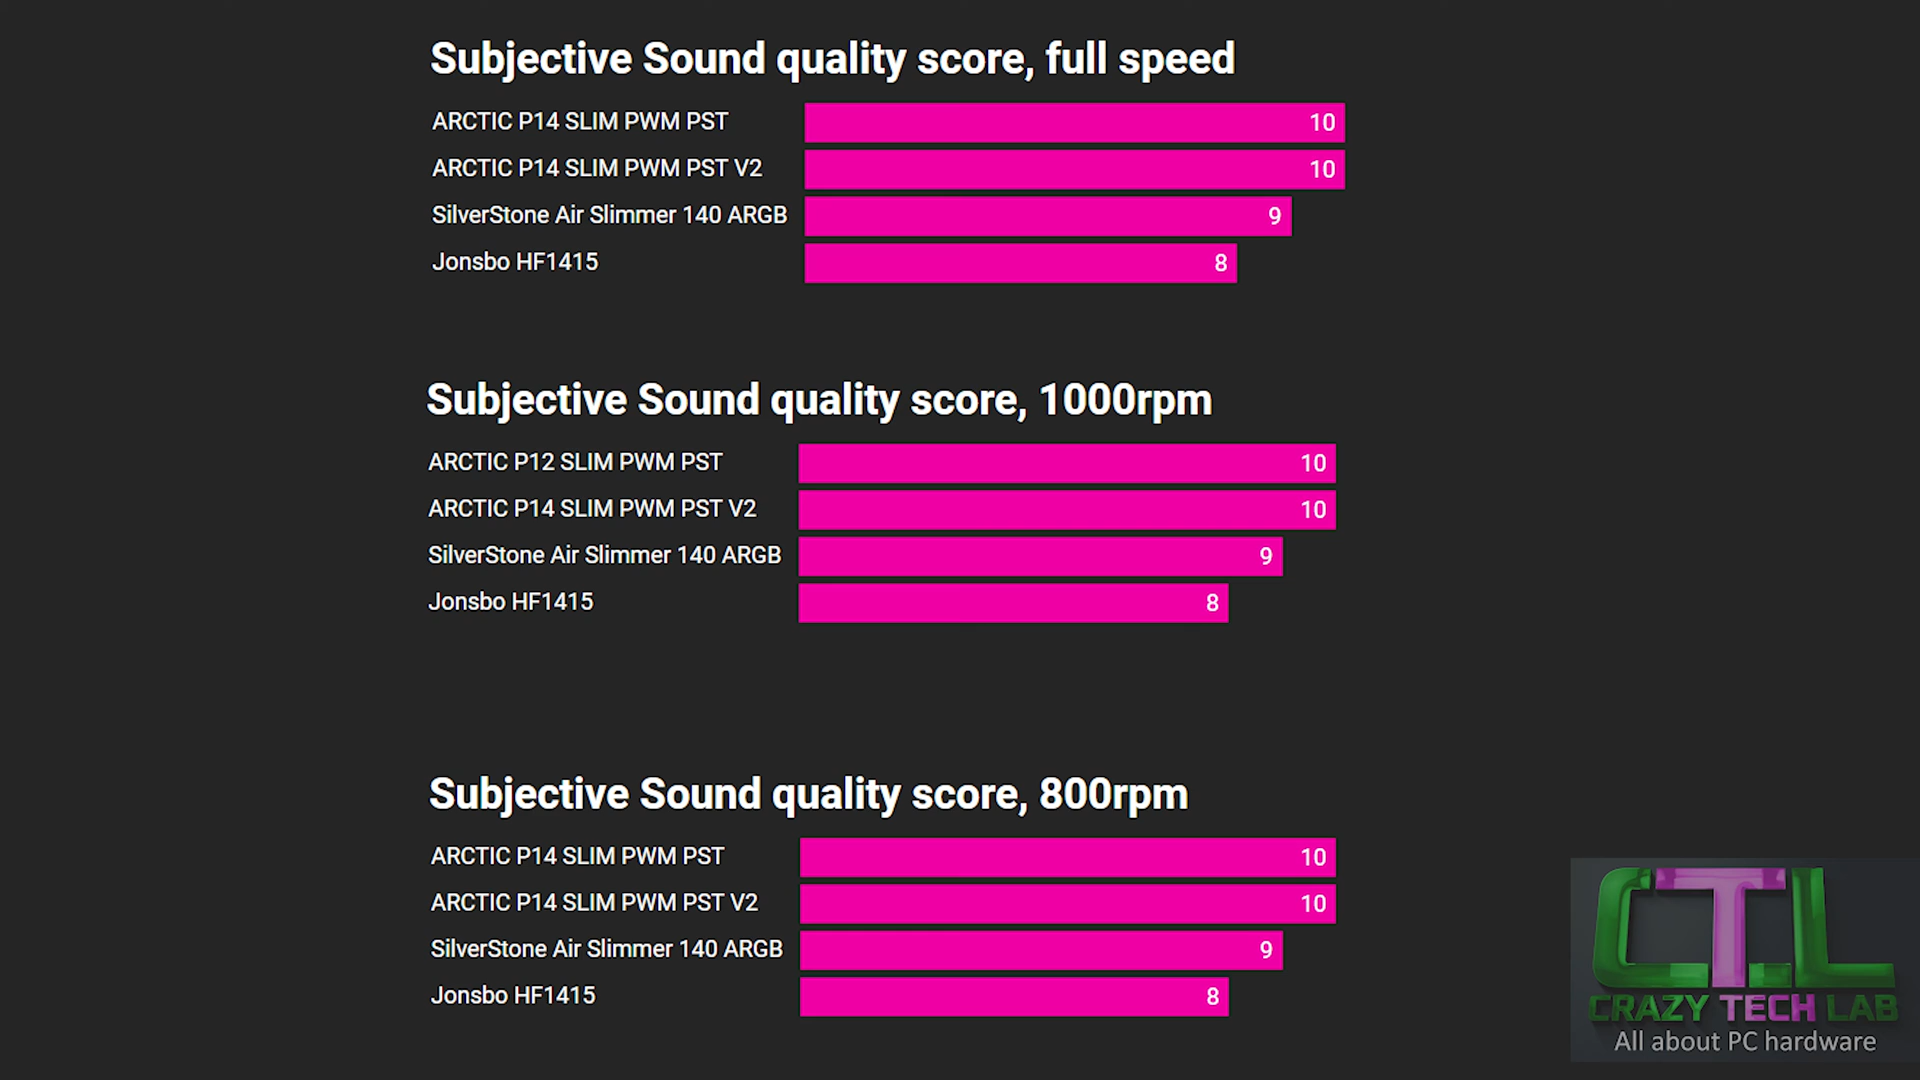 Subjective Sound quality score, full speed
ARCTIC P14 SLIM PWM PST 10
ARCTIC P14 SLIM PWM PST V2 10
SilverStone Air Slimmer 140 ARGB 9
Jonsbo HF1415 8
Subjective Sound quality score, 1000rpm
ARCTIC P12 SLIM PWM PST 10
ARCTIC P14 SLIM PWM PST V2 10
SilverStone Air Slimmer 140 ARGB 9
Jonsbo HF1415 8
Subjective Sound quality score, 800rpm
ARCTIC P14 SLIM PWM PST 10
ARCTIC P14 SLIM PWM PST V2 10
SilverStone Air Slimmer 140 ARGB 9
Jonsbo HF1415 8
CTL
CRAZY TECH LAB
All about PC hardware